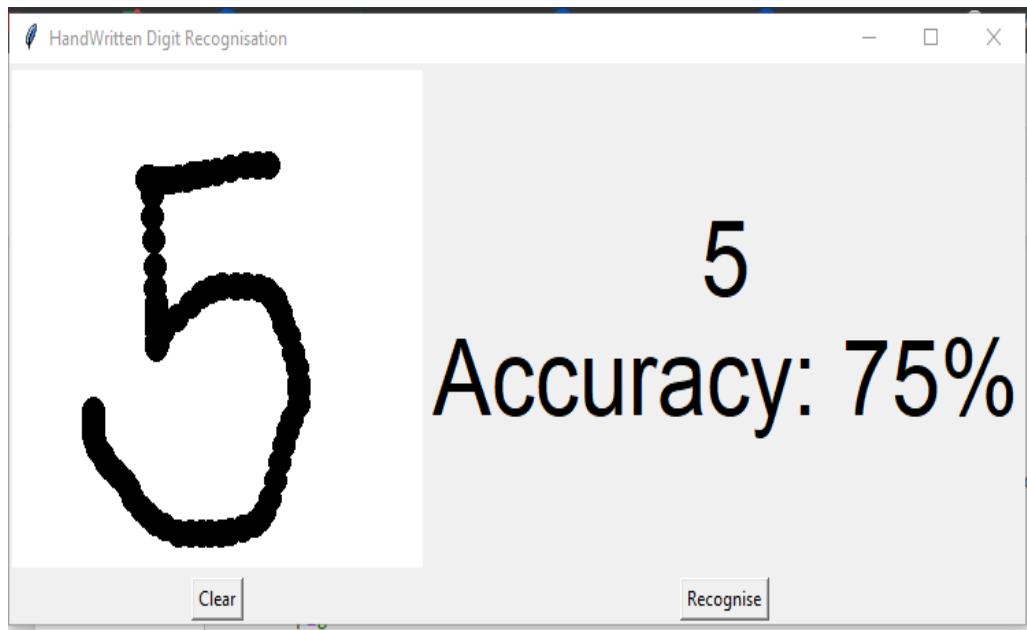 HandWritten Digit Recognisation
5
5
Accuracy: 75%
Clear
Recognise